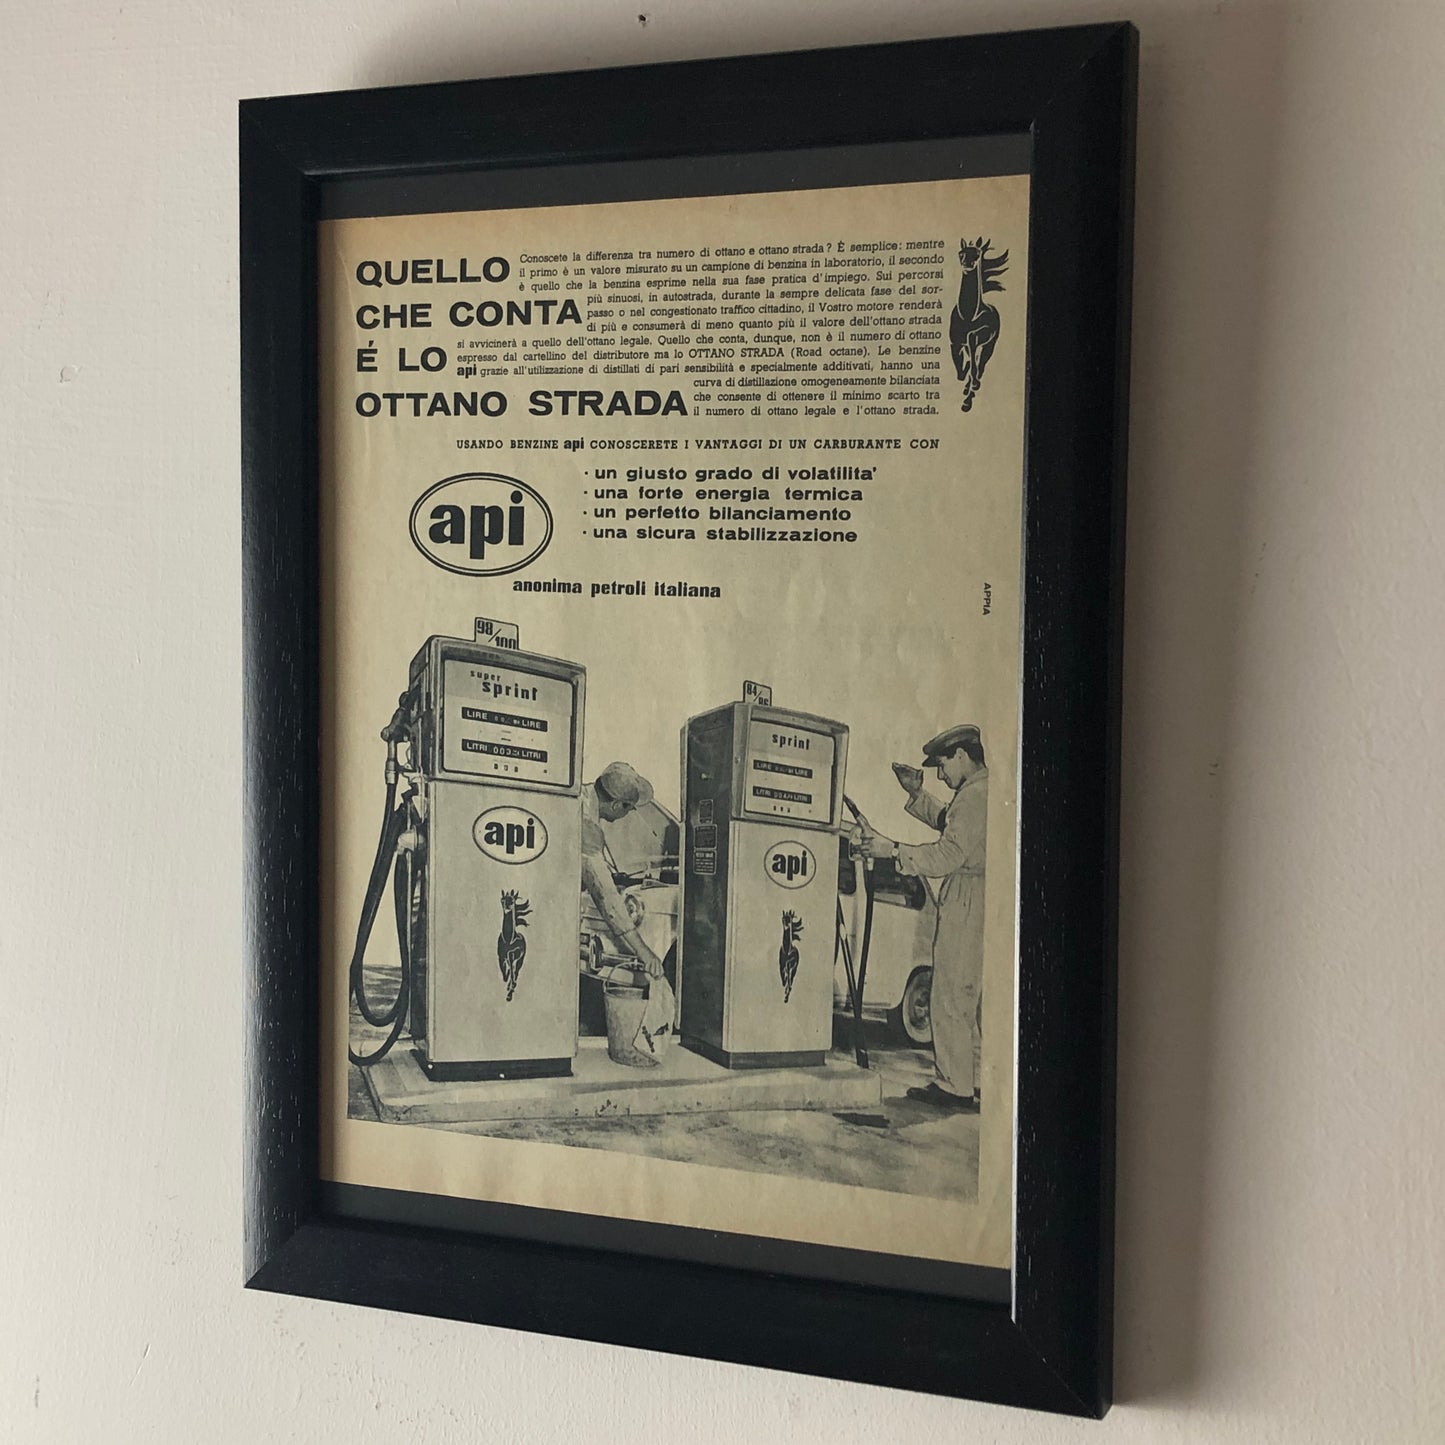 QUELLO
CHE CONTA
É LO
OTTANO STRADA
Conoscete la differenza tra numero di ottano e ottano strada? È semplice: mentre
il primo è un valore misurato su un campione di benzina in laboratorio, il secondo
è quello che la benzina esprime nella sua fase pratica d'impiego. Sui percorsi
più sinuosi, in autostrada, durante la sempre delicata fase del sor-
passo o nel congestionato traffico cittadino, il Vostro motore renderà
di più e consumerà di meno quanto più il valore dell'ottano strada
si avvicinerà a quello dell'ottano legale. Quello che conta, dunque, non è il numero di ottano
espresso dal cartellino del distributore ma lo OTTANO STRADA (Road octane). Le benzine
api grazie all'utilizzazione di distillati di pari sensibilità e specialmente additivati, hanno una
curva di distillazione omogeneamente bilanciata
che consente di ottenere il minimo scarto tra
il numero di ottano legale e l'ottano strada.
USANDO BENZINE api CONOSCERETE I VANTAGGI DI UN CARBURANTE CON
· un giusto grado di volatilita'
· una forte energia termica
· un perfetto bilanciamento
· una sicura stabilizzazione
api
anonima petroli italiana
APPIA
98/100
super
sprint
LIRE LIRE
LITRI LITRI
api
84/86
sprint
LIRE LIRE
LITRI LITRI
api